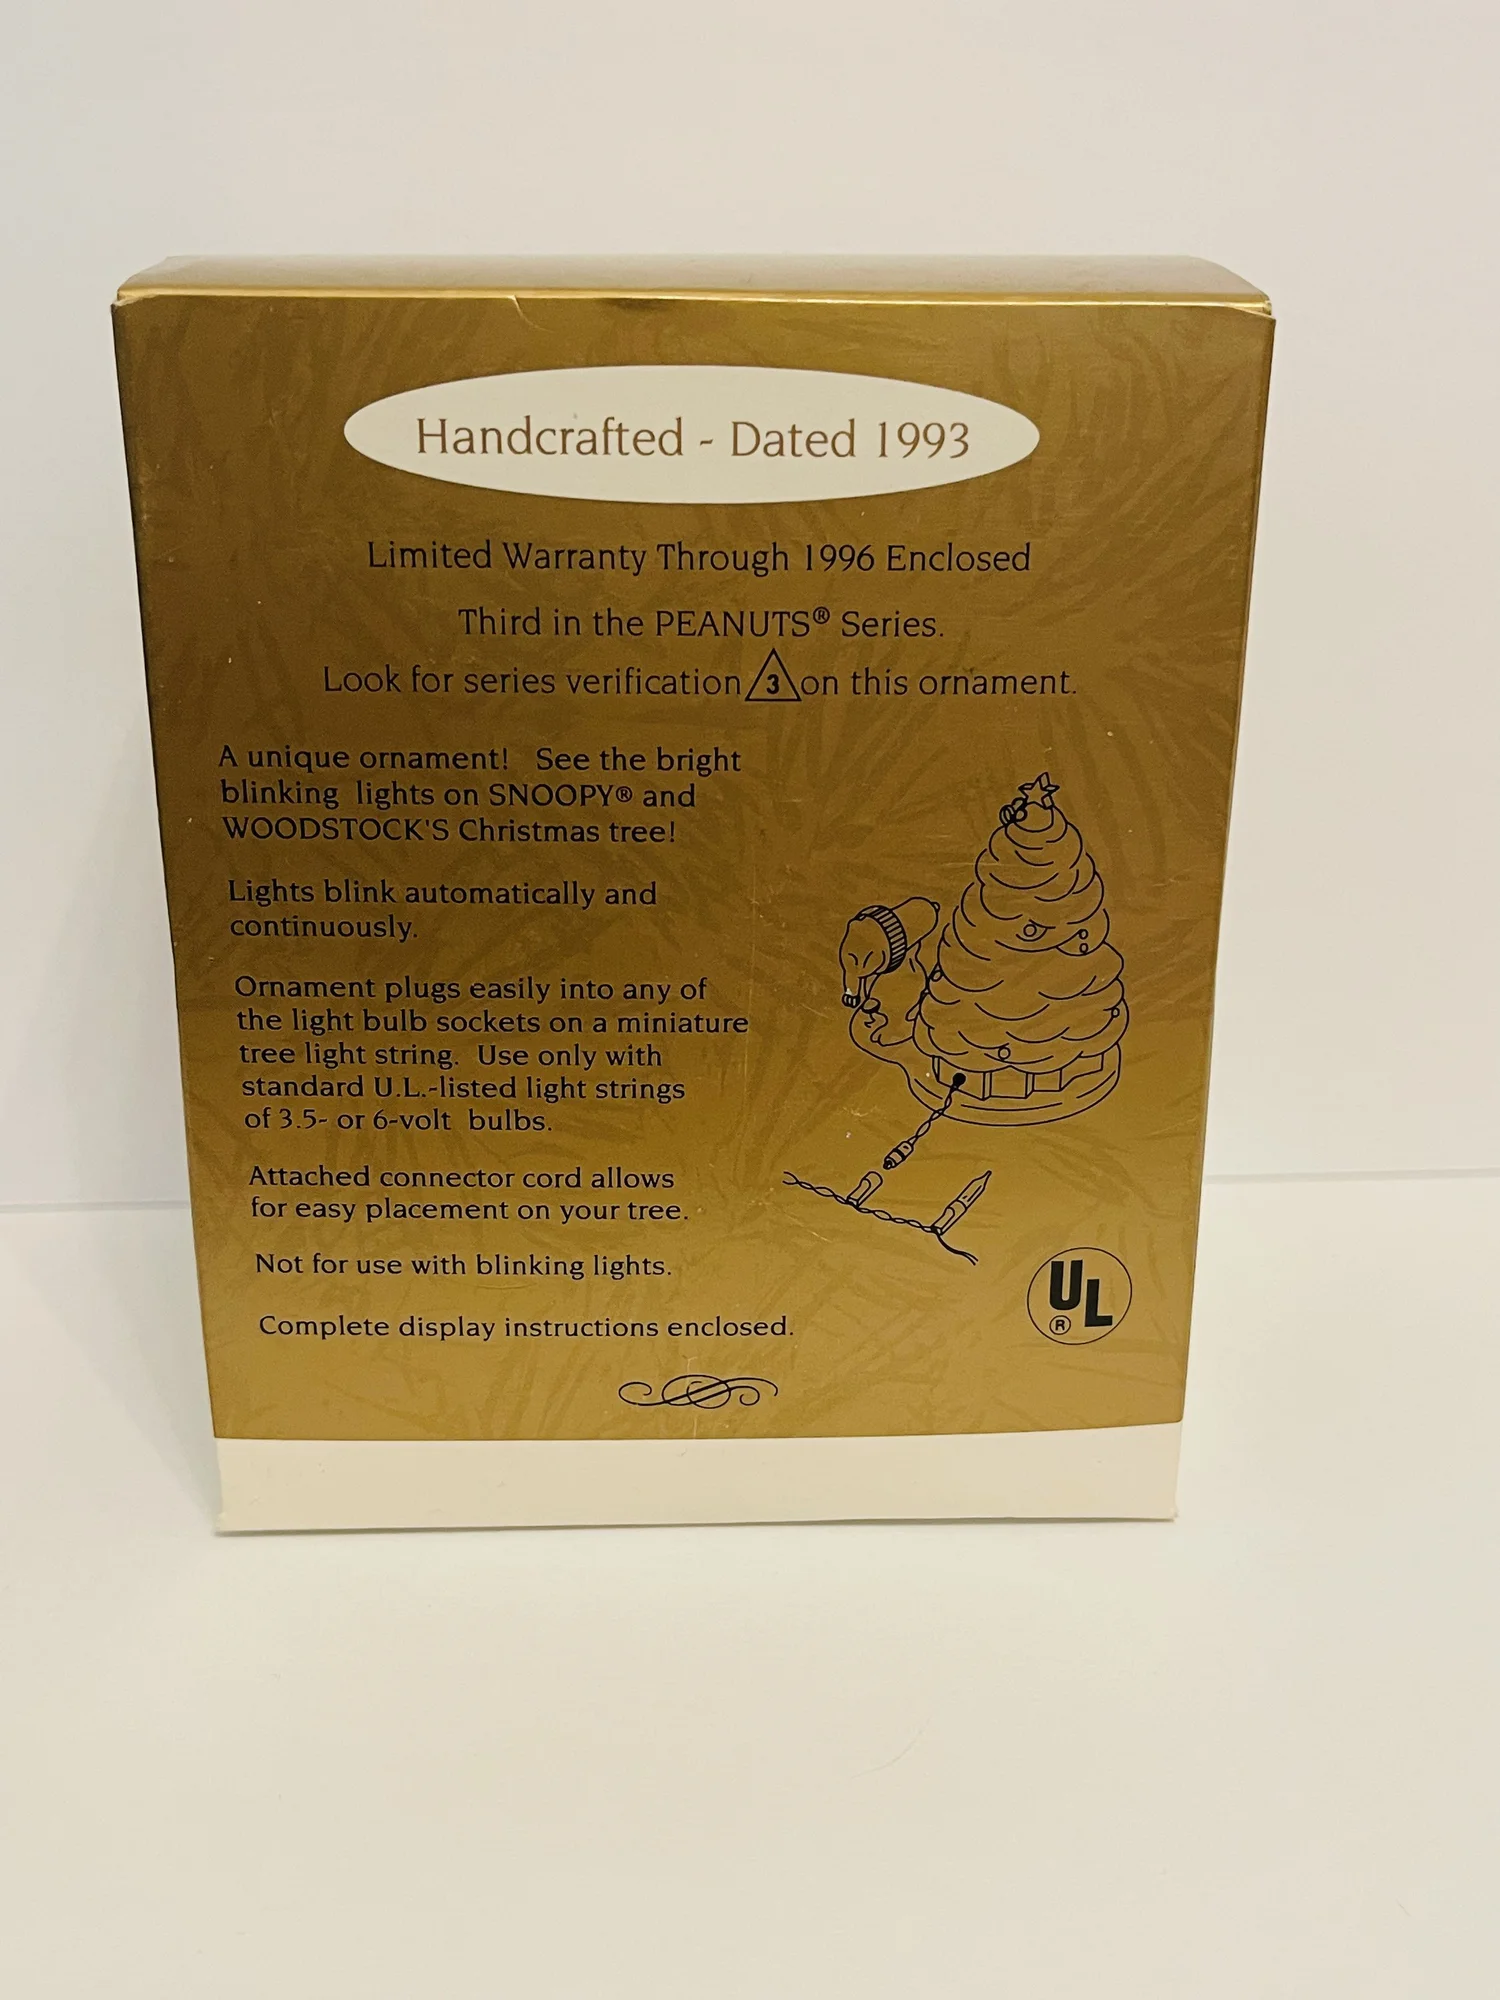 Handcrafted - Dated 1993
Limited Warranty Through 1996 Enclosed
Third in the PEANUTS® Series.
Look for series verification 3 on this ornament.
A unique ornament! See the bright
blinking lights on SNOOPY® and
WOODSTOCK'S Christmas tree!
Lights blink automatically and
continuously.
Ornament plugs easily into any of
the light bulb sockets on a miniature
tree light string. Use only with
standard U.L.-listed light strings
of 3.5- or 6-volt bulbs.
Attached connector cord allows
for easy placement on your tree.
Not for use with blinking lights.
Complete display instructions enclosed.
UL
®